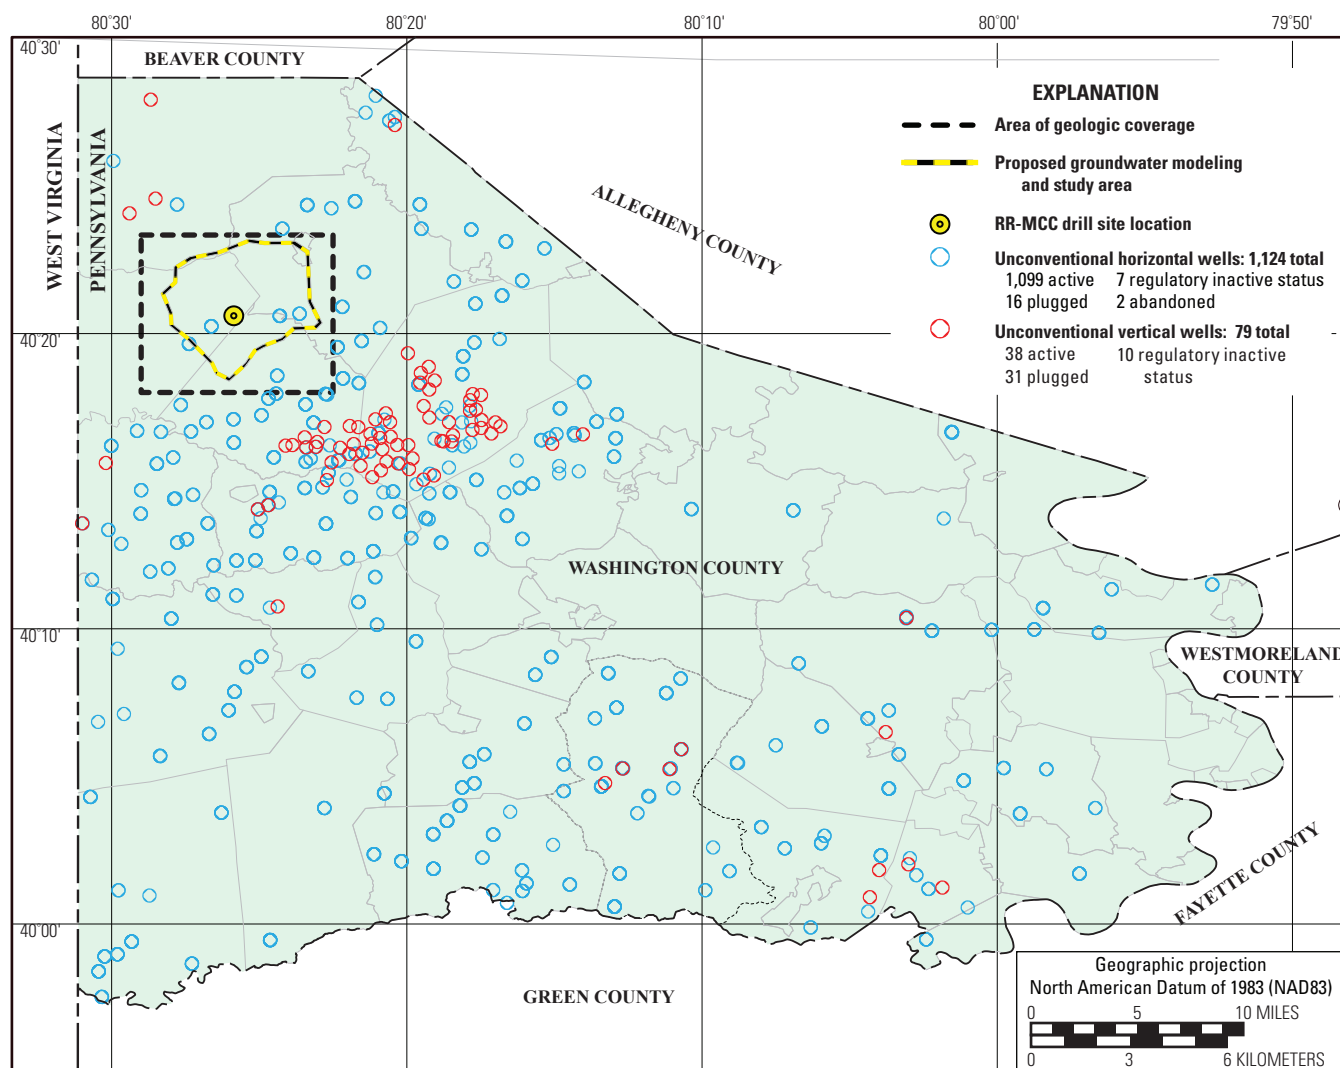 80°30' 80°20' 80°10' 80°00' 79°50'
40°30'
BEAVER COUNTY
WEST VIRGINIA
PENNSYLVANIA
ALLEGHENY COUNTY
EXPLANATION
Area of geologic coverage
Proposed groundwater modeling
and study area
RR-MCC drill site location
Unconventional horizontal wells: 1,124 total
1,099 active 7 regulatory inactive status
16 plugged 2 abandoned
Unconventional vertical wells: 79 total
38 active 10 regulatory inactive
31 plugged status
40°20'
WASHINGTON COUNTY
40°10'
WESTMORELAND
COUNTY
FAYETTE COUNTY
40°00'
GREEN COUNTY
Geographic projection
North American Datum of 1983 (NAD83)
0 5 10 MILES
0 3 6 KILOMETERS